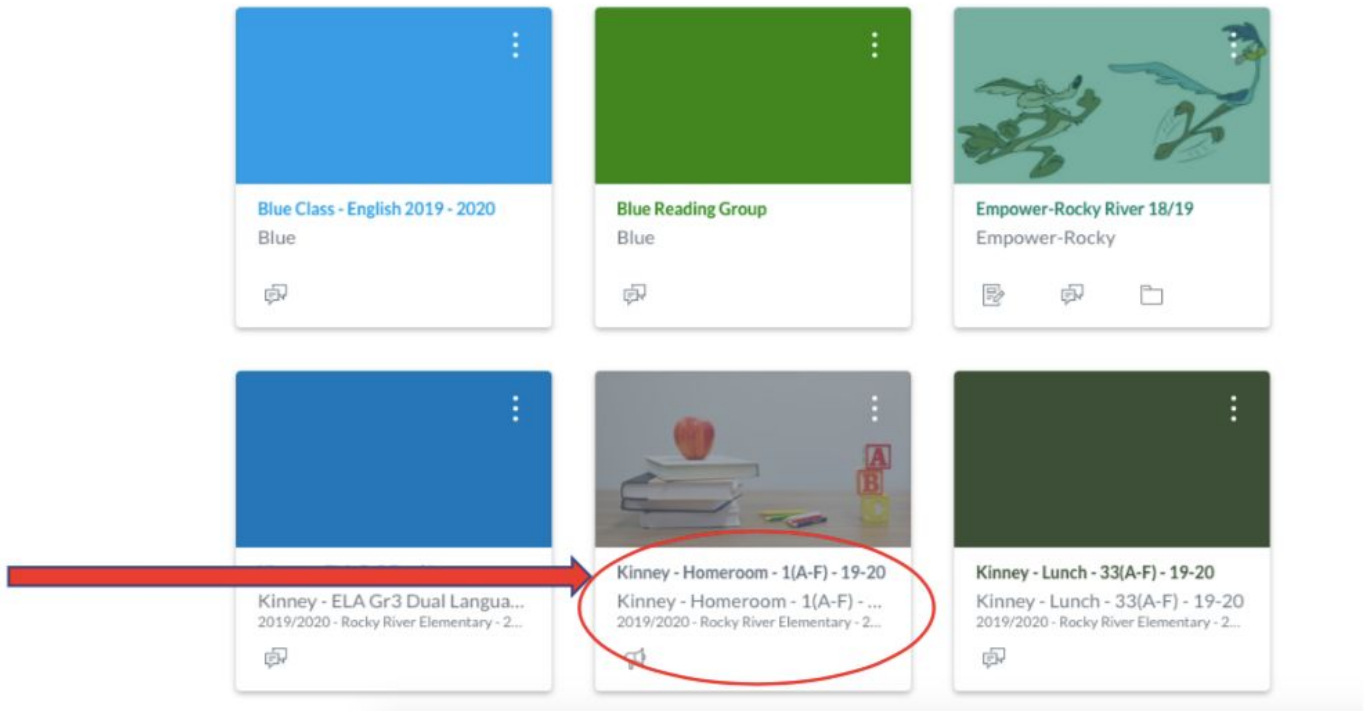 Blue Class - English 2019 - 2020
Blue
Blue Reading Group
Blue
Empower-Rocky River 18/19
Empower-Rocky
Kinney - ELA Gr3 Dual Langua...
2019/2020 - Rocky River Elementary - 2...
A
B
Kinney - Homeroom - 1(A-F) - 19-20
Kinney - Homeroom - 1(A-F) - ...
2019/2020 - Rocky River Elementary - 2...
Kinney - Lunch - 33(A-F) - 19-20
Kinney - Lunch - 33(A-F) - 19-20
2019/2020 - Rocky River Elementary - 2...